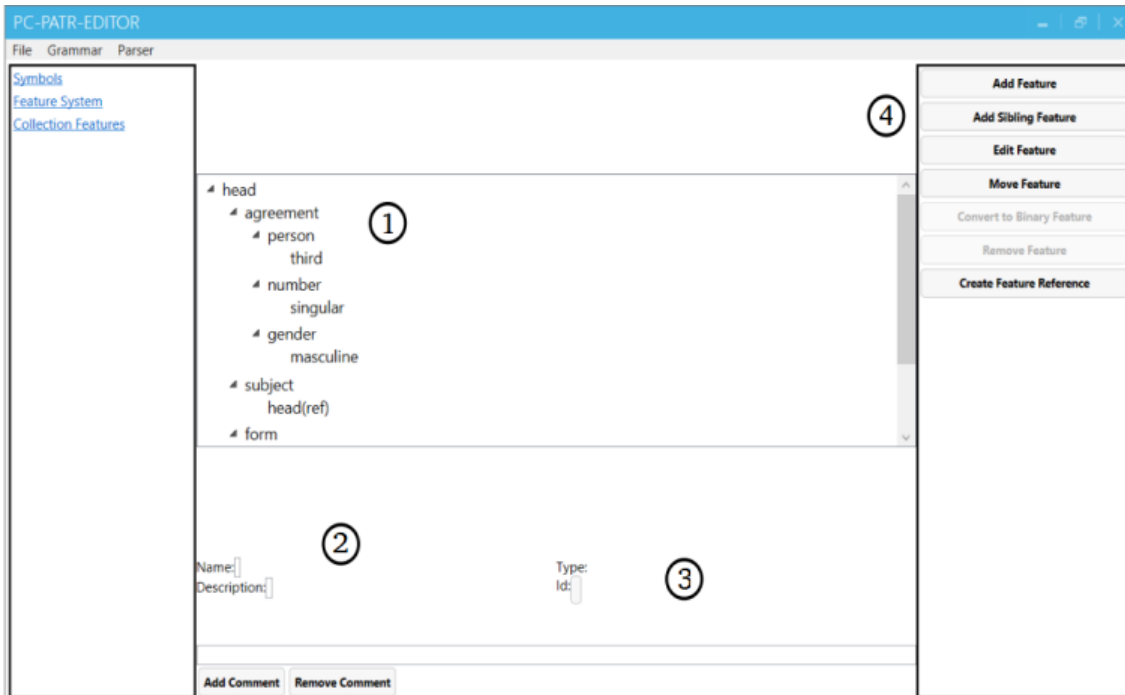 PC-PATR-EDITOR
File Grammar Parser
Symbols
Feature System
Collection Features
head
agreement
person
third
number
singular
gender
masculine
subject
head(ref)
form
1
2
Name:
Description:
Type:
Id:
3
Add Comment Remove Comment
4
Add Feature
Add Sibling Feature
Edit Feature
Move Feature
Convert to Binary Feature
Remove Feature
Create Feature Reference